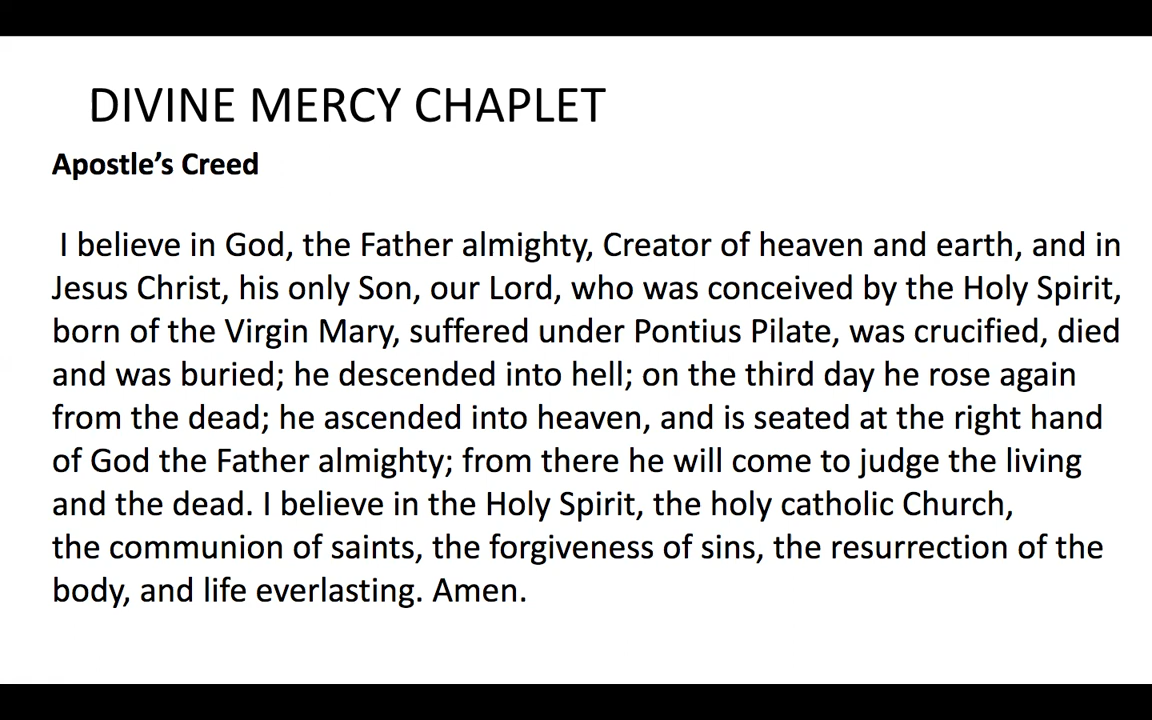 DIVINE MERCY CHAPLET
Apostle’s Creed
I believe in God, the Father almighty, Creator of heaven and earth, and in
Jesus Christ, his only Son, our Lord, who was conceived by the Holy Spirit,
born of the Virgin Mary, suffered under Pontius Pilate, was crucified, died
and was buried; he descended into hell; on the third day he rose again
from the dead; he ascended into heaven, and is seated at the right hand
of God the Father almighty; from there he will come to judge the living
and the dead. I believe in the Holy Spirit, the holy catholic Church,
the communion of saints, the forgiveness of sins, the resurrection of the
body, and life everlasting. Amen.